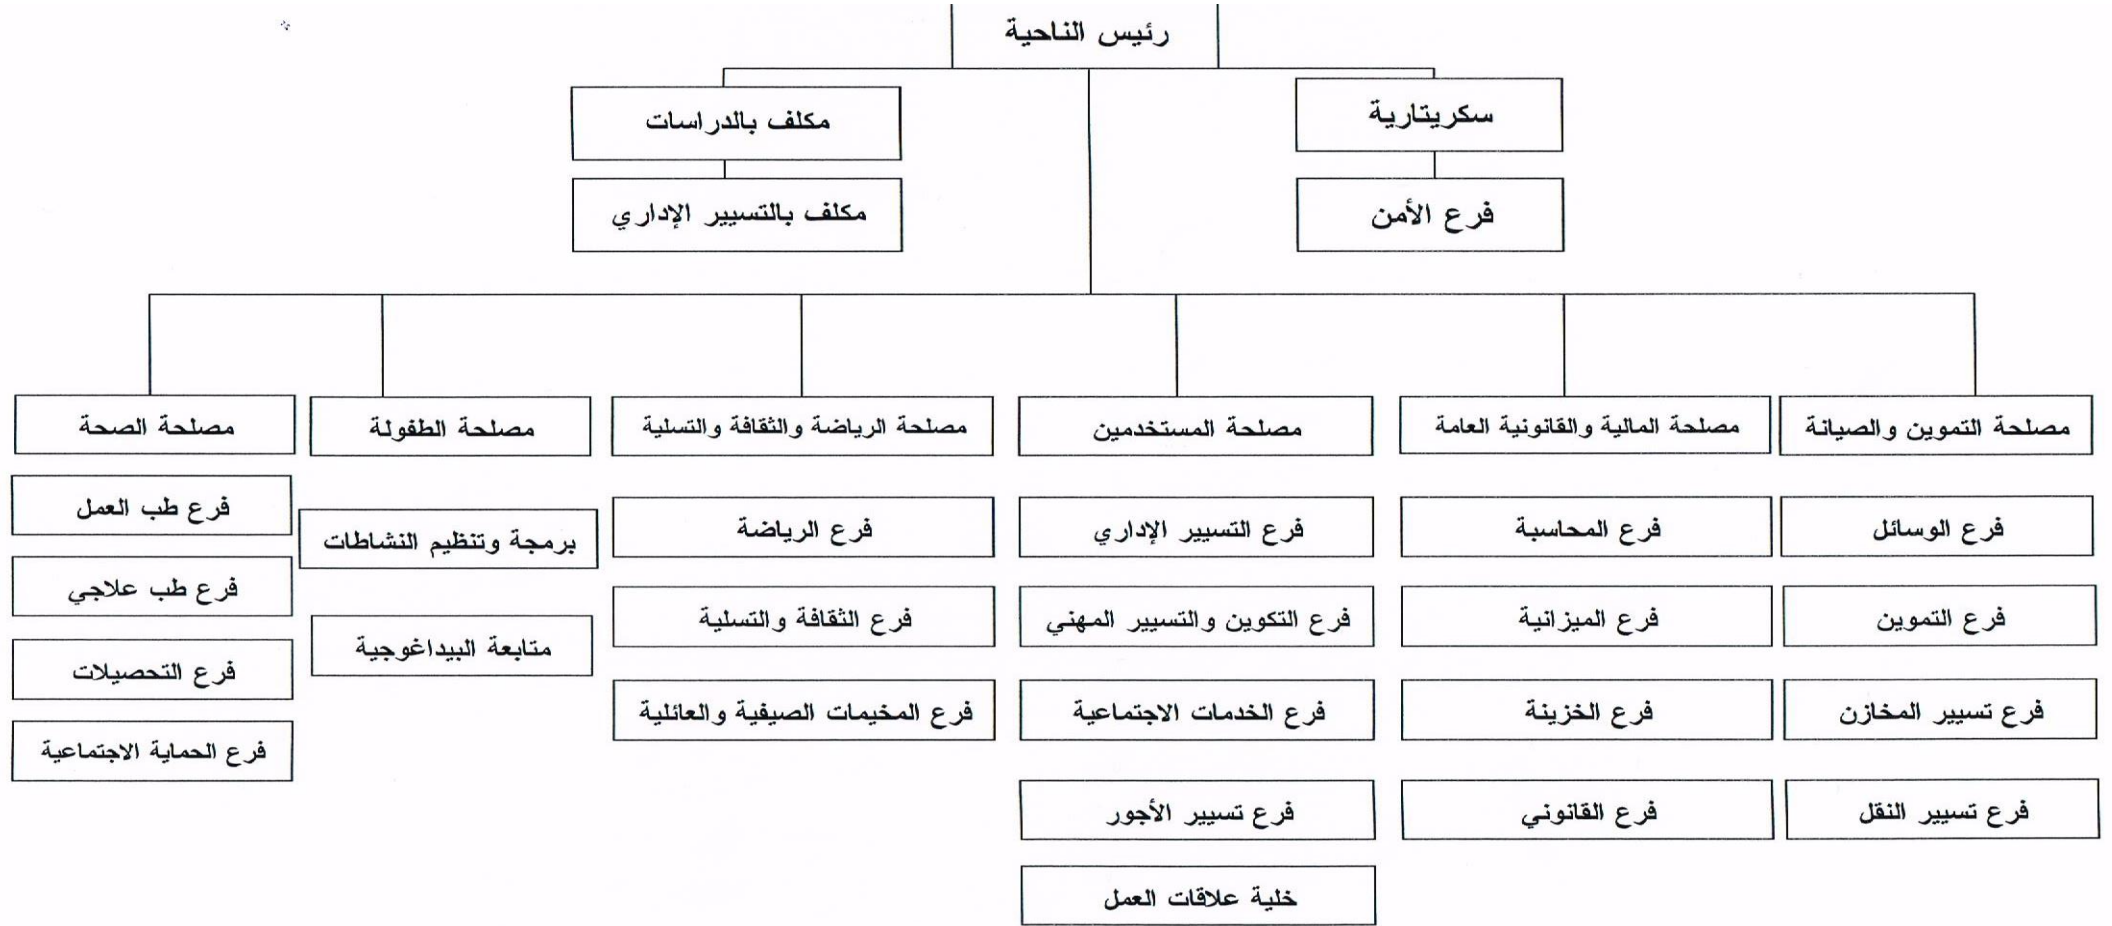 رئيس الناحية
سكريتارية
مكلف بالدراسات
فرع الأمن
مكلف بالتسيير الإداري
مصلحة التموين والصيانة
مصلحة المالية والقانونية العامة
مصلحة المستخدمين
مصلحة الرياضة والثقافة والتسلية
مصلحة الطفولة
مصلحة الصحة
فرع الوسائل
فرع المحاسبة
فرع التسيير الإداري
فرع الرياضة
برمجة وتنظيم النشاطات
فرع طب العمل
فرع التموين
فرع الميزانية
فرع التكوين والتسيير المهني
فرع الثقافة والتسلية
متابعة البيداغوجية
فرع طب علاجي
فرع تسيير المخازن
فرع الخزينة
فرع الخدمات الاجتماعية
فرع المخيمات الصيفية والعائلية
فرع التحصيلات
فرع تسيير النقل
فرع القانوني
فرع تسيير الأجور
فرع الحماية الاجتماعية
خلية علاقات العمل